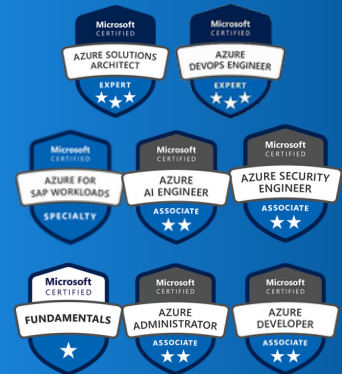 Microsoft
CERTIFIED
AZURE SOLUTIONS
ARCHITECT
EXPERT
Microsoft
CERTIFIED
AZURE
DEVOPS ENGINEER
EXPERT
Microsoft
CERTIFIED
AZURE FOR
SAP WORKLOADS
SPECIALTY
Microsoft
CERTIFIED
AZURE
AI ENGINEER
ASSOCIATE
Microsoft
CERTIFIED
AZURE SECURITY
ENGINEER
ASSOCIATE
Microsoft
CERTIFIED
FUNDAMENTALS
Microsoft
CERTIFIED
AZURE
ADMINISTRATOR
ASSOCIATE
Microsoft
CERTIFIED
AZURE
DEVELOPER
ASSOCIATE